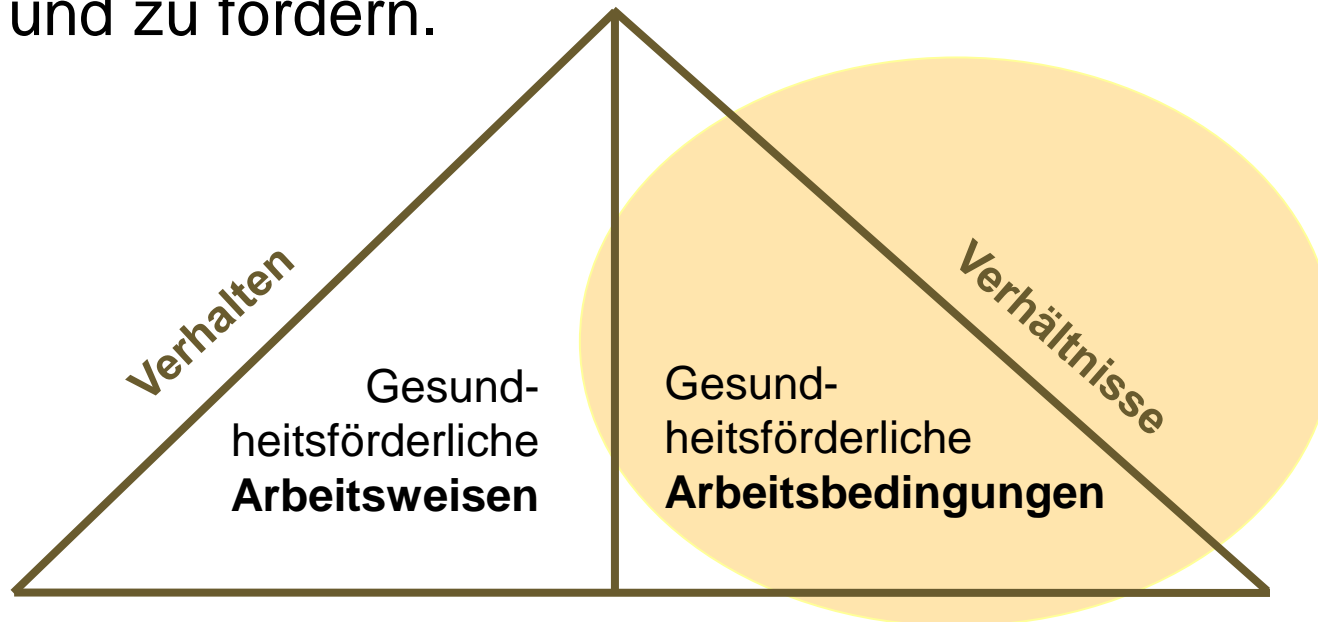 und zu fördern.
Verhalten
Verhältnisse
Gesund-
heitsförderliche
Arbeitsweisen
Gesund-
heitsförderliche
Arbeitsbedingungen